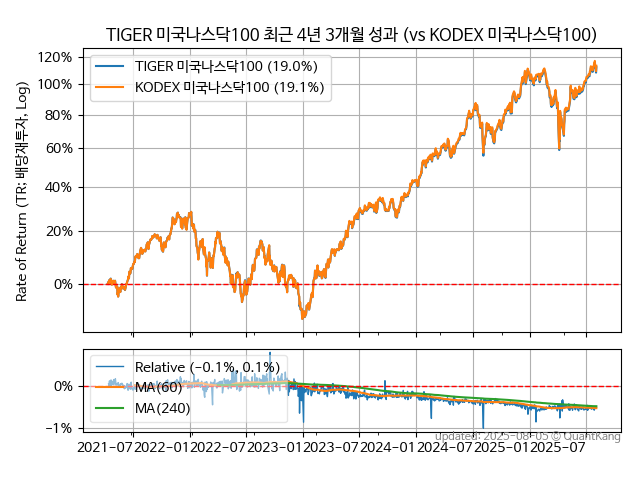 TIGER 미국나스닥100 최근 4년 3개월 성과 (vs KODEX 미국나스닥100)
Rate of Return (TR: 배당재투자, Log)
120%
100%
80%
60%
40%
20%
0%
TIGER 미국나스닥100 (19.0%)
KODEX 미국나스닥100 (19.1%)
0%
−1%
Relative (−0.1%, 0.1%)
MA(60)
MA(240)
2021-07 2022-01 2022-07 2023-01 2023-07 2024-01 2024-07 2025-01 2025-07
updated: 2025-08-05 © QuantKang